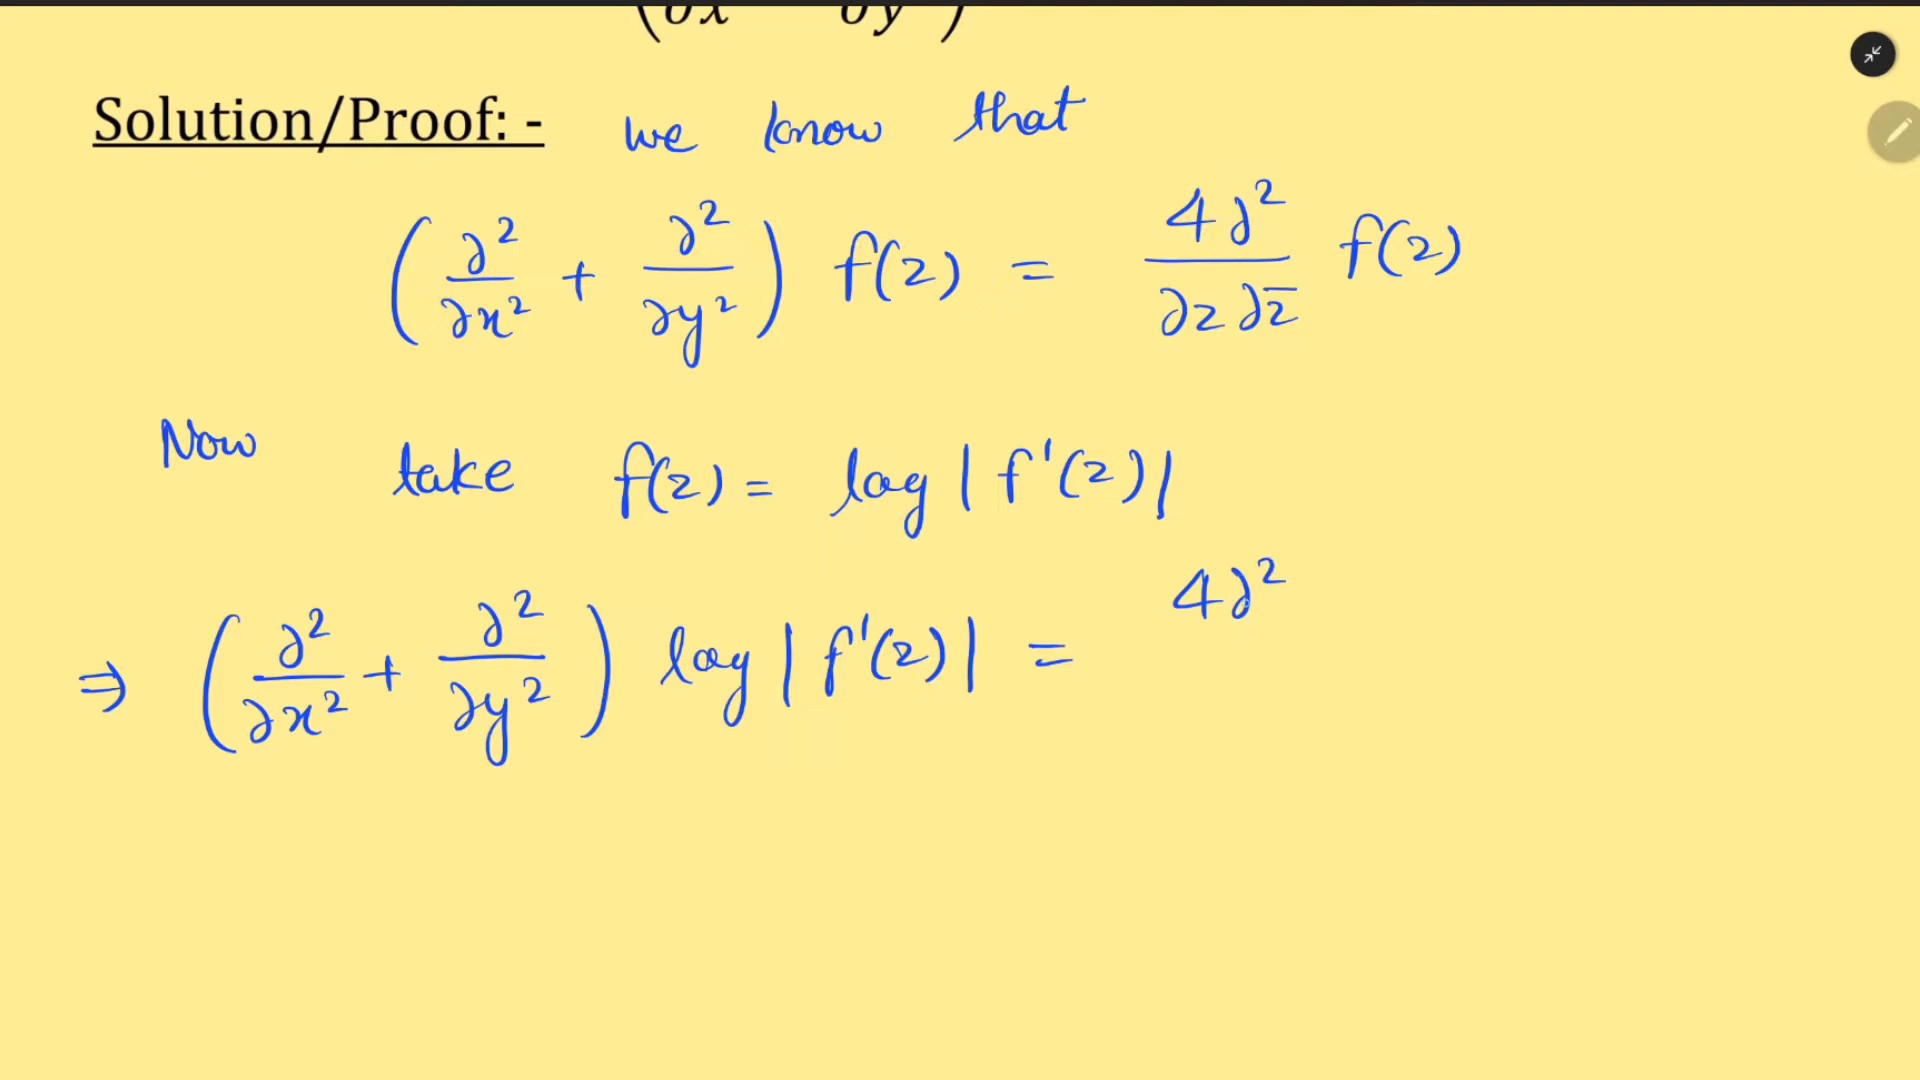 (∂x ∂y )
Solution/Proof: - we know that
(∂²/∂x² + ∂²/∂y²) f(z) = 4∂²/∂z∂z̄ f(z)
Now take f(z) = log |f'(z)|
⇒ (∂²/∂x² + ∂²/∂y²) log |f'(z)| = 4∂²